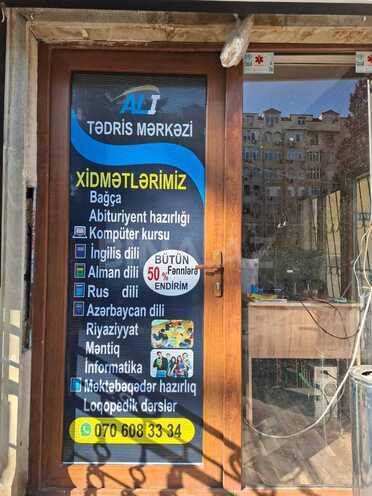 ALI
TƏDRİS MƏRKƏZİ
XİDMƏTLƏRİMİZ
Bağça
Abituriyent hazırlığı
Kompüter kursu
İngilis dili
Alman dili
Rus dili
Azərbaycan dili
Riyaziyyat
Məntiq
İnformatika
Məktəbəqədər hazırlıq
Loqopedik dərslər
BÜTÜN
50% Fənnlərə
ENDİRİM
070 608 33 34